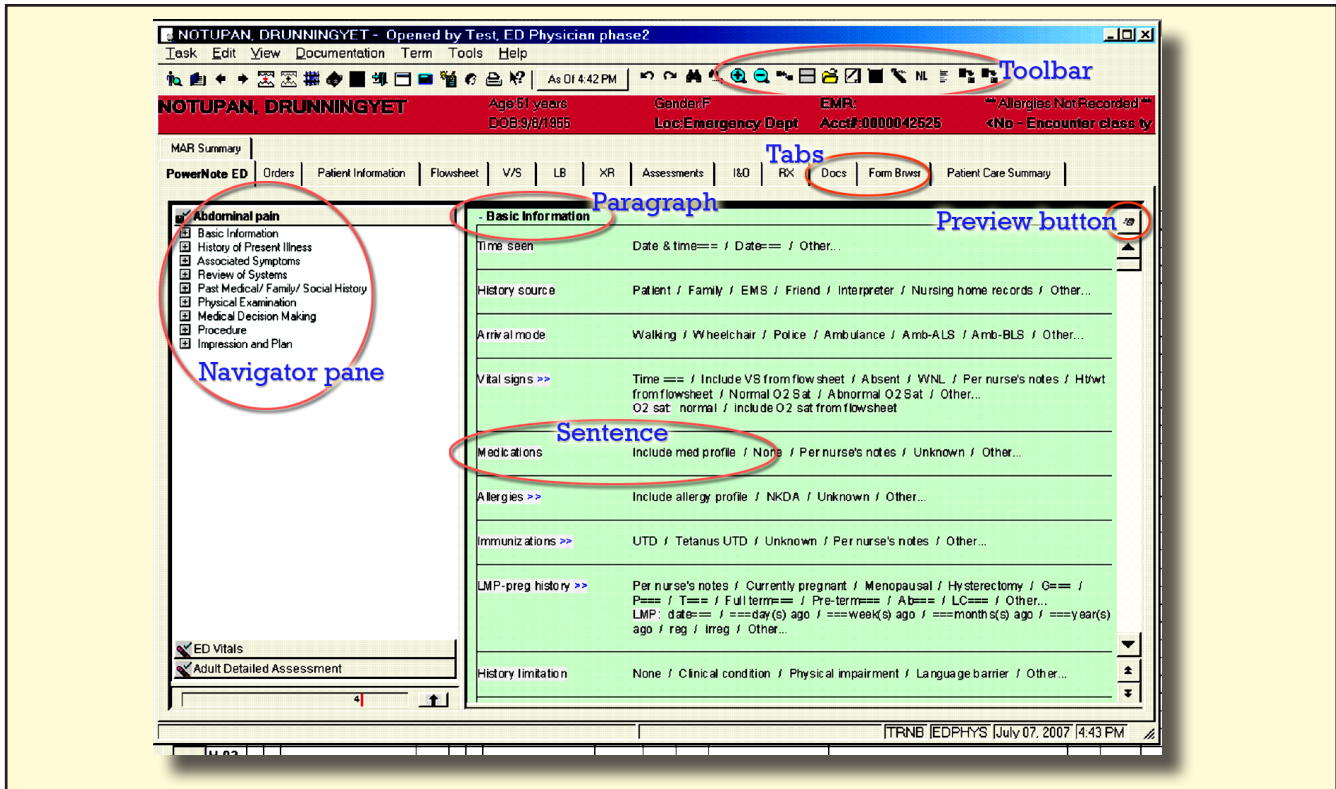 NOTUPAN, DRUNNINGYET - Opened by Test, ED Physician phase2
Task Edit View Documentation Term Tools Help
As Of 4:42 PM NL Toolbar
NOTUPAN, DRUNNINGYET Age:51 years Gender:F EMR: ** Allergies Not Recorded **
DOB:9/8/1955 Loc:Emergency Dept Acct#:0000042525 <No - Encounter class ty
MAR Summary
Tabs
PowerNote ED Orders Patient Information Flowsheet V/S LB XR Assessments I&O RX Docs Form Brwsr Patient Care Summary
Paragraph
Preview button
Abdominal pain
Basic Information
History of Present Illness
Associated Symptoms
Review of Systems
Past Medical/ Family/ Social History
Physical Examination
Medical Decision Making
Procedure
Impression and Plan
Navigator pane
ED Vitals
Adult Detailed Assessment
4
- Basic Information
Time seen Date & time=== / Date=== / Other...
History source Patient / Family / EMS / Friend / Interpreter / Nursing home records / Other...
Arrival mode Walking / Wheelchair / Police / Ambulance / Amb-ALS / Amb-BLS / Other...
Vital signs >> Time === / Include VS from flow sheet / Absent / WNL / Per nurse's notes / Ht/wt
from flowsheet / Normal O2 Sat / Abnormal O2 Sat / Other...
O2 sat: normal / include O2 sat from flowsheet
Sentence
Medications Include med profile / None / Per nurse's notes / Unknown / Other...
Allergies >> Include allergy profile / NKDA / Unknown / Other...
Immunizations >> UTD / Tetanus UTD / Unknown / Per nurse's notes / Other...
LMP-preg history >> Per nurse's notes / Currently pregnant / Menopausal / Hysterectomy / G=== /
P=== / T=== / Full term=== / Pre-term=== / Ab=== / LC=== / Other...
LMP: date=== / ===day(s) ago / ===week(s) ago / ===months(s) ago / ===year(s)
ago / reg / irreg / Other...
History limitation None / Clinical condition / Physical impairment / Language barrier / Other...
TRNB EDPHYS July 07, 2007 4:43 PM